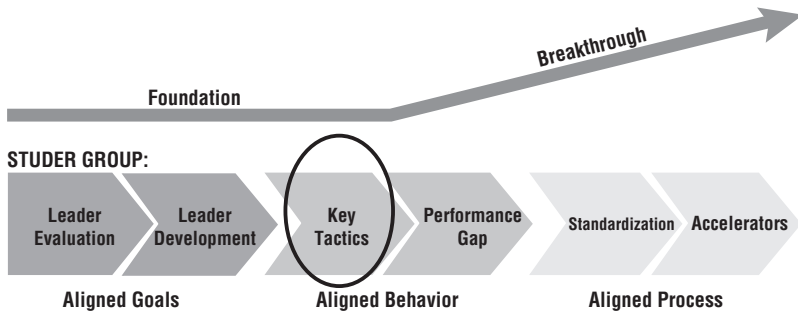 Breakthrough
Foundation
STUDER GROUP:
Leader
Evaluation
Leader
Development
Key
Tactics
Performance
Gap
Standardization
Accelerators
Aligned Goals
Aligned Behavior
Aligned Process